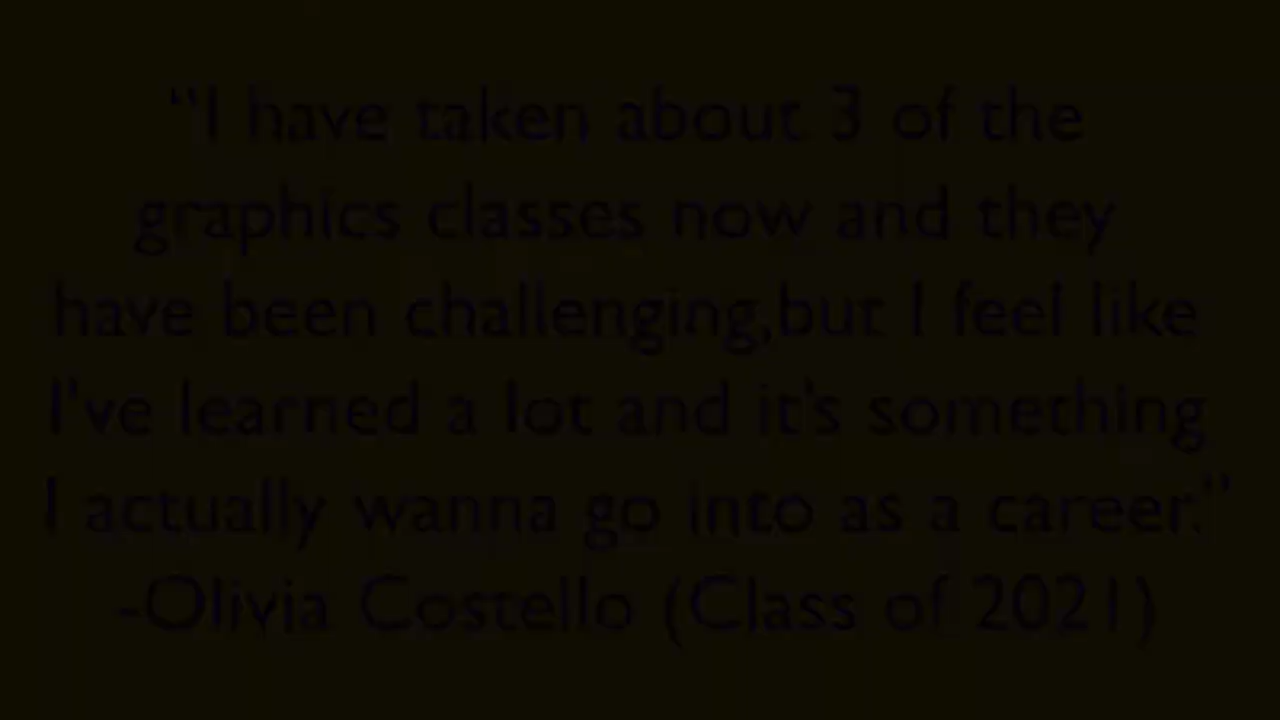 “I have taken about 3 of the
graphics classes now and they
have been challenging,but I feel like
I've learned a lot and it's something
I actually wanna go into as a career.”
-Olivia Costello (Class of 2021)